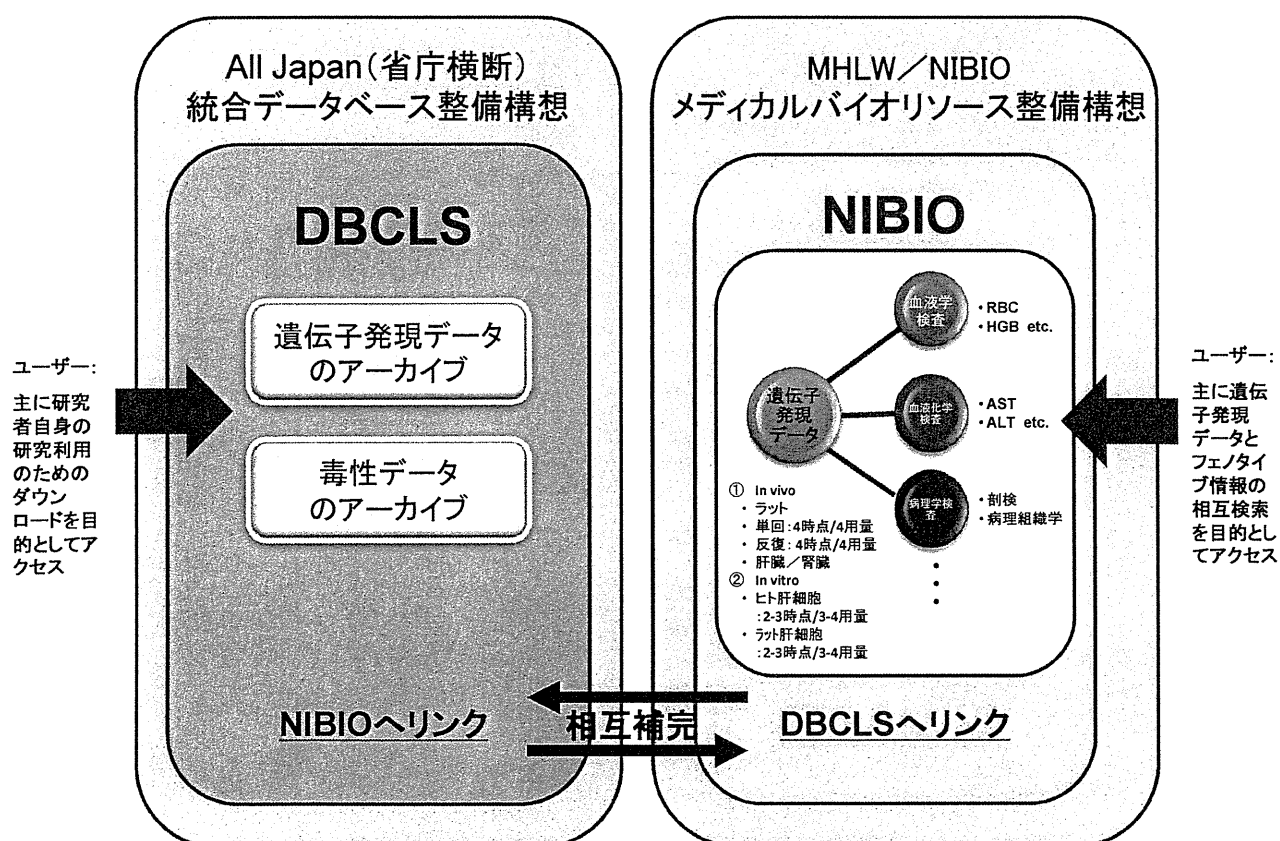 All Japan(省庁横断)
統合データベース整備構想
DBCLS
遺伝子発現データ
のアーカイブ
毒性データ
のアーカイブ
NIBIOへリンク
ユーザー:
主に研究
者自身の
研究利用
のための
ダウン
ロードを目
的としてア
クセス
相互補完
MHLW/NIBIO
メディカルバイオリソース整備構想
NIBIO
遺伝子
発現
データ
血液学
検査
・RBC
・HGB etc.
血液化学
検査
・AST
・ALT etc.
病理学検
査
・剖検
・病理組織学
① In vivo
・ラット
・単回:4時点/4用量
・反復:4時点/4用量
・肝臓/腎臓
② In vitro
・ヒト肝細胞
:2-3時点/3-4用量
・ラット肝細胞
:2-3時点/3-4用量
DBCLSへリンク
ユーザー:
主に遺伝
子発現
データと
フェノタイ
プ情報の
相互検索
を目的とし
てアクセス